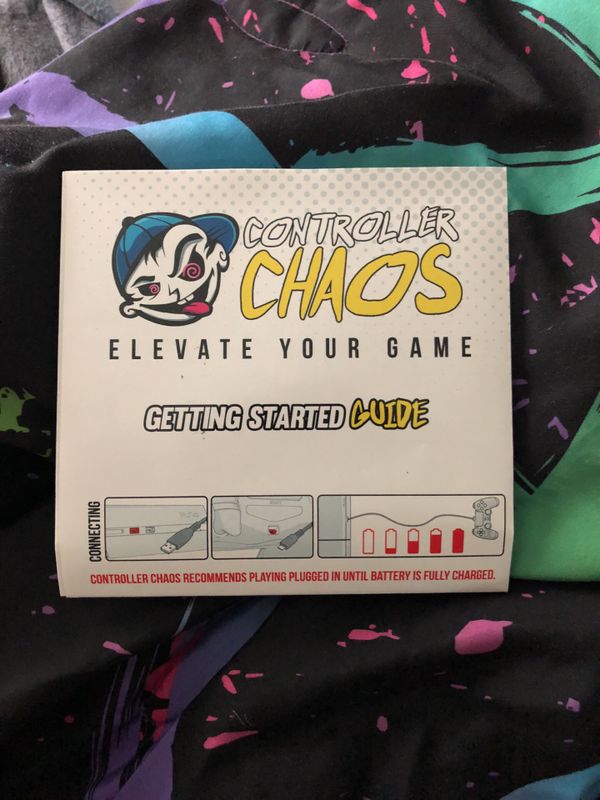 CONTROLLER
CHAOS
ELEVATE YOUR GAME
GETTING STARTED GUIDE
CONNECTING
PS4
CONTROLLER CHAOS RECOMMENDS PLAYING PLUGGED IN UNTIL BATTERY IS FULLY CHARGED.